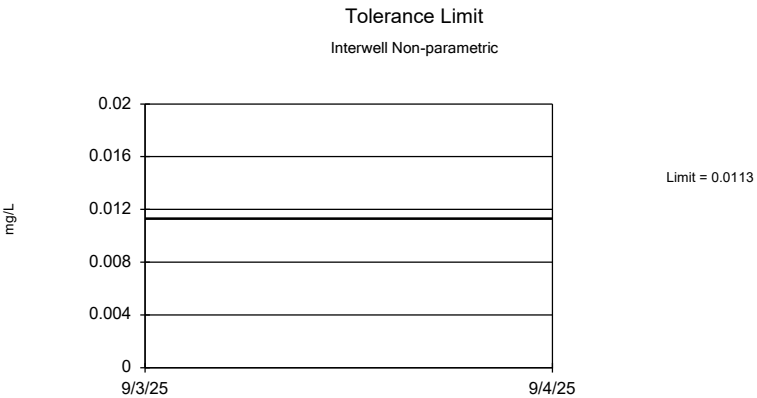 Tolerance Limit
Interwell Non-parametric
0.02
0.016
Limit = 0.0113
0.012
mg/L
0.008
0.004
0
9/3/25 9/4/25